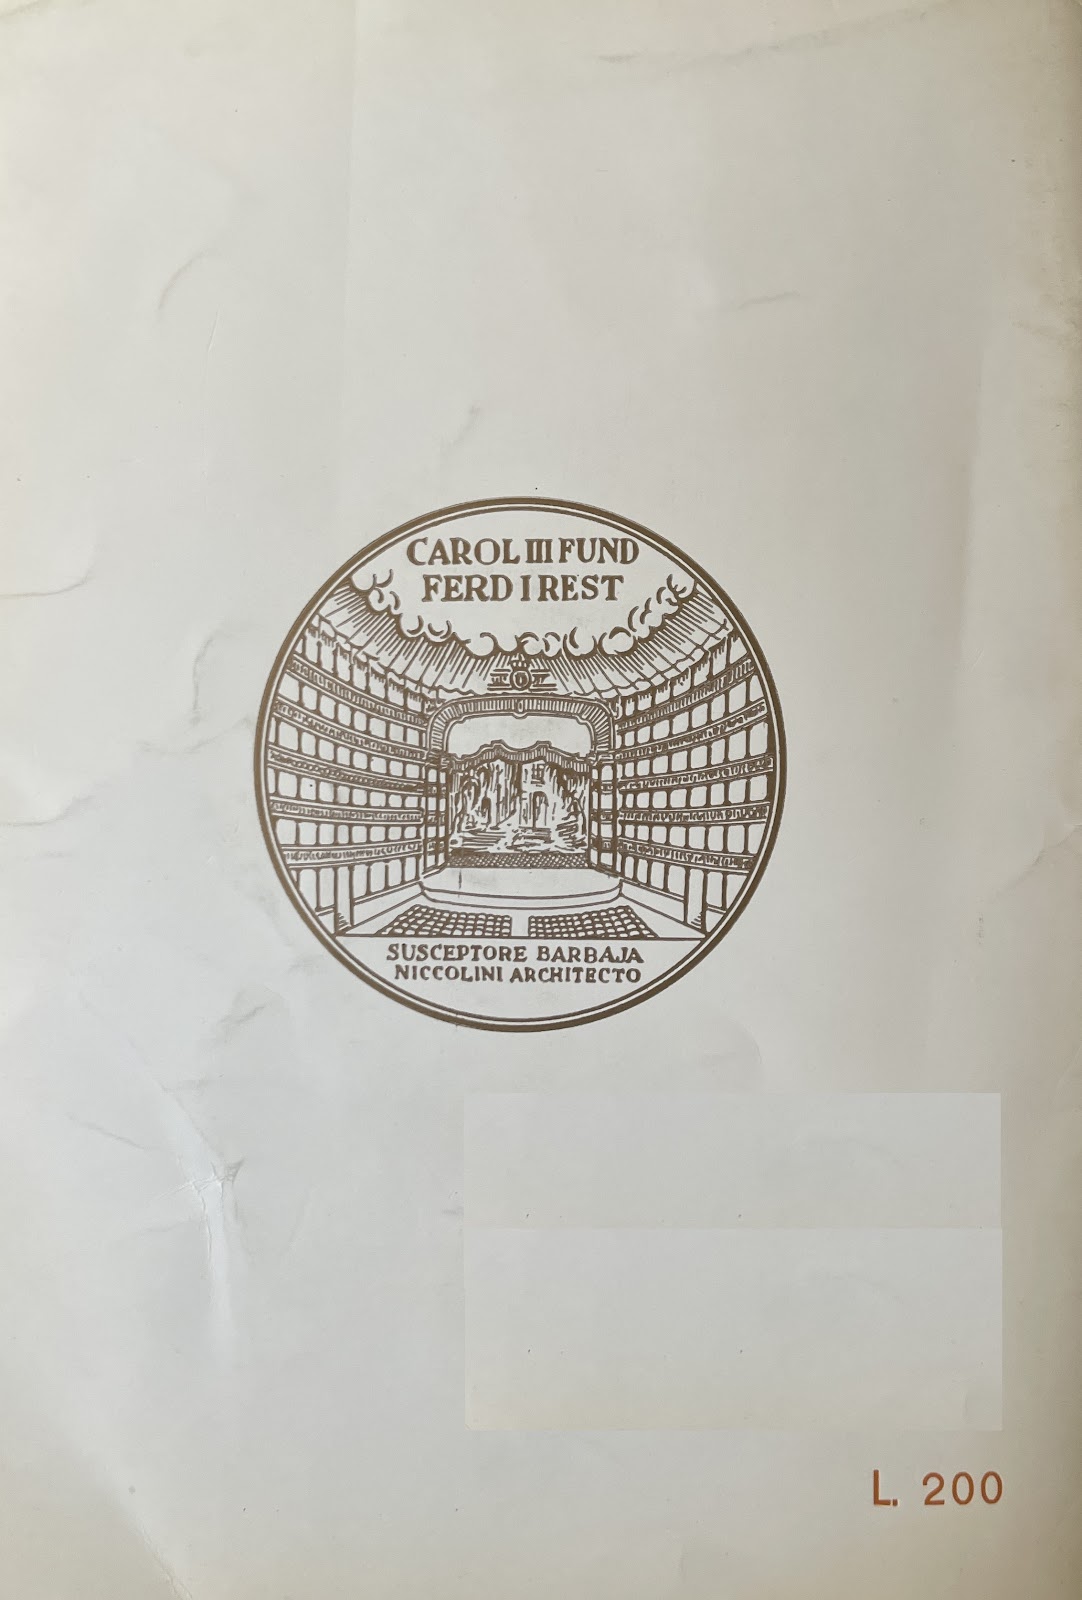 CAROL III FUND
FERD I REST
SUSCEPTORE BARBAJA
NICCOLINI ARCHITECTO
L. 200